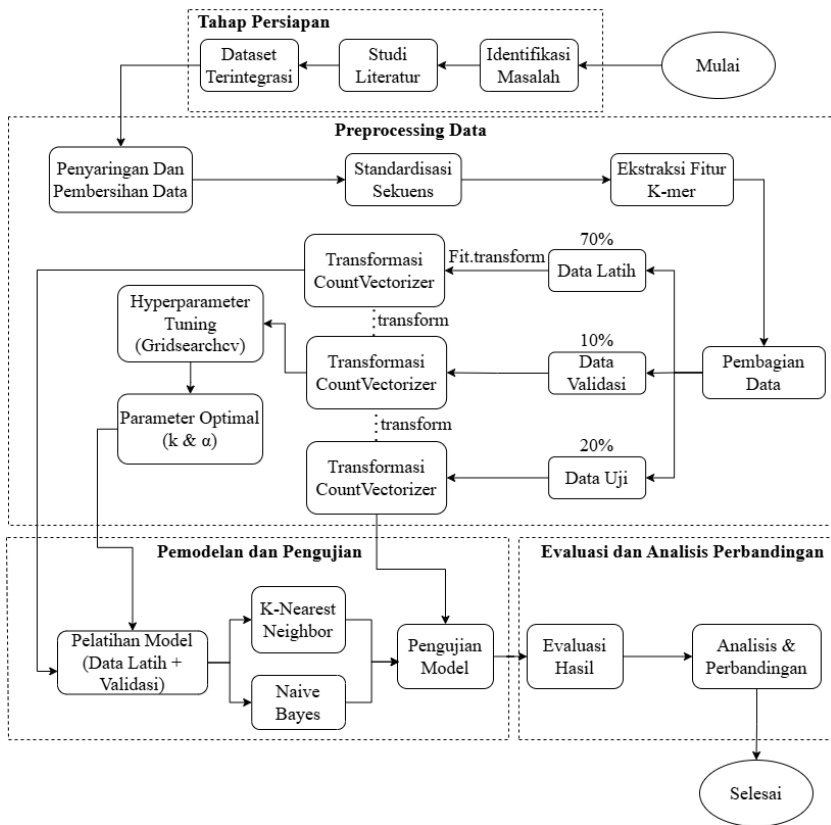 Tahap Persiapan
Mulai
Identifikasi
Masalah
Studi
Literatur
Dataset
Terintegrasi
Preprocessing Data
Penyaringan Dan
Pembersihan Data
Standardisasi
Sekuens
Ekstraksi Fitur
K-mer
Pembagian
Data
70%
Data Latih
Fit.transform
Transformasi
CountVectorizer
transform
10%
Data
Validasi
Transformasi
CountVectorizer
transform
20%
Data Uji
Transformasi
CountVectorizer
Hyperparameter
Tuning
(Gridsearchcv)
Parameter Optimal
(k & α)
Pemodelan dan Pengujian
Pelatihan Model
(Data Latih +
Validasi)
K-Nearest
Neighbor
Naive
Bayes
Pengujian
Model
Evaluasi dan Analisis Perbandingan
Evaluasi
Hasil
Analisis &
Perbandingan
Selesai